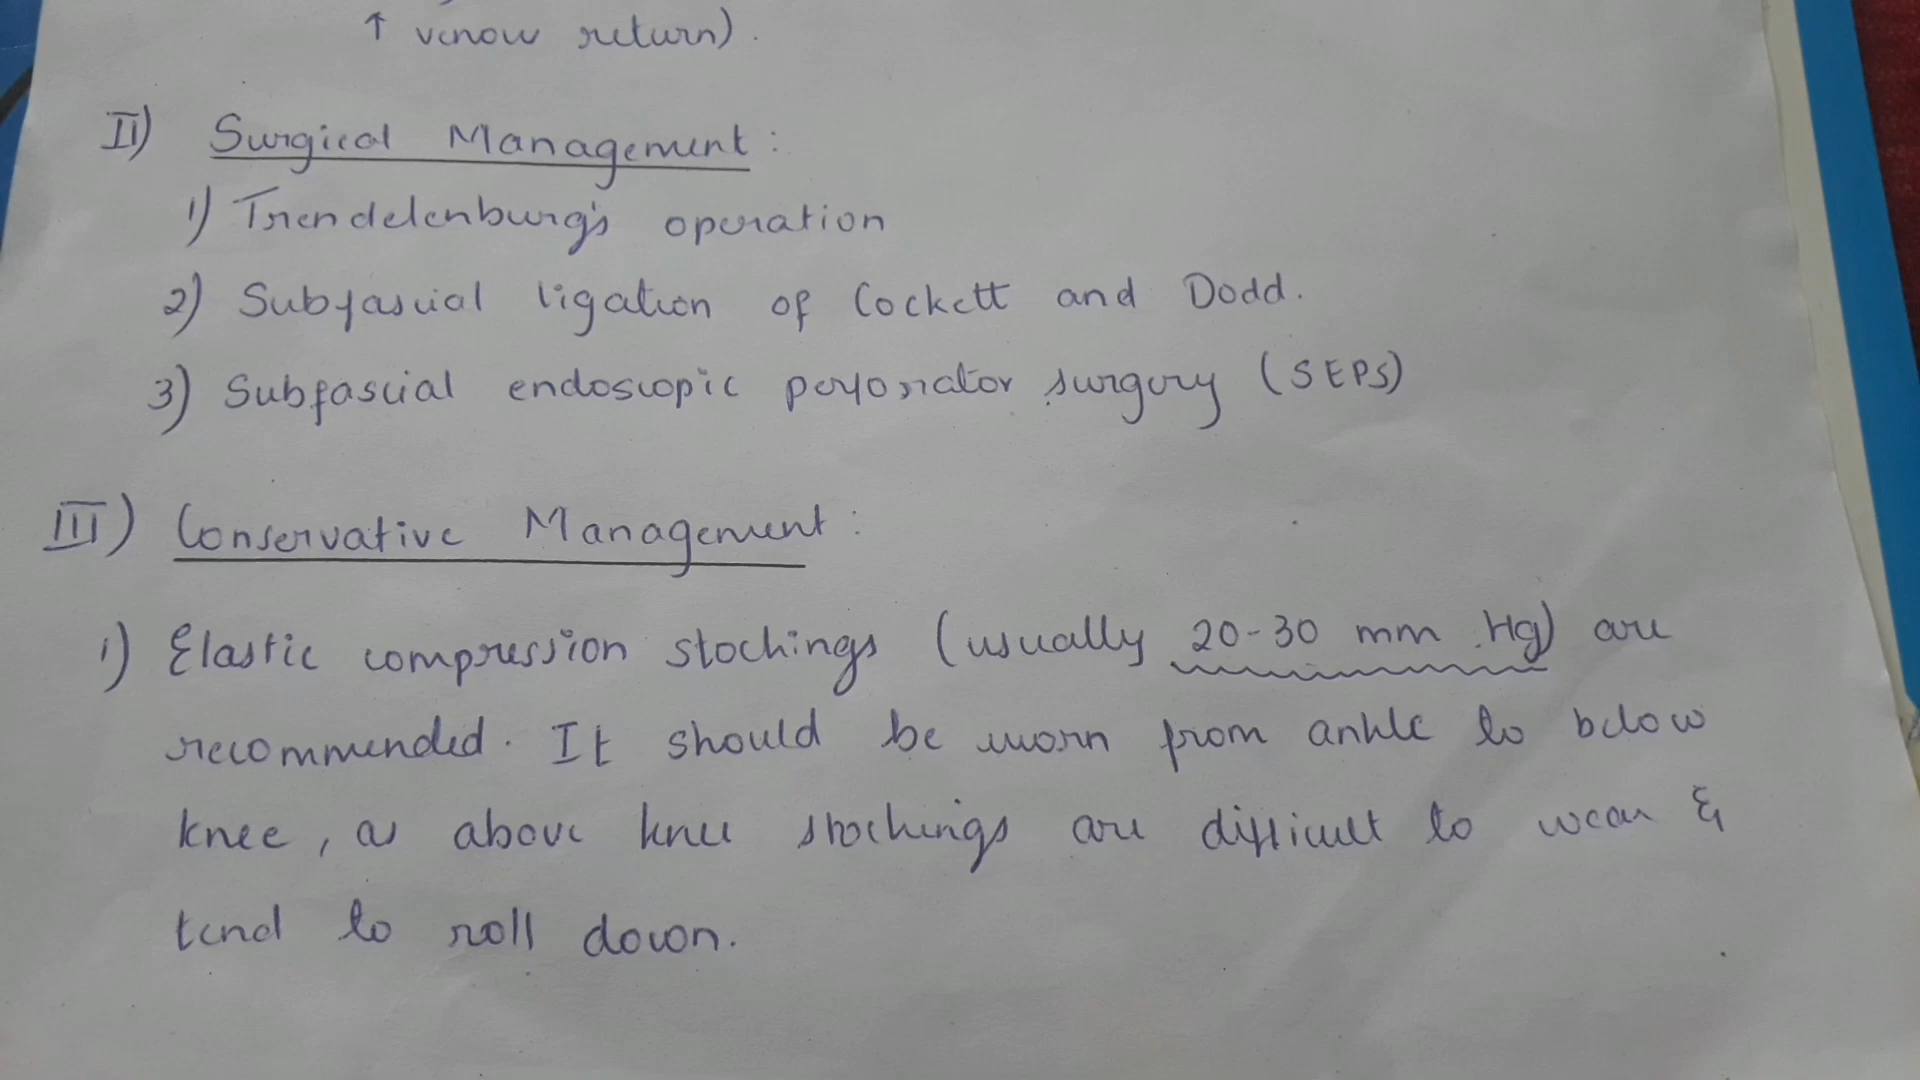 ↑ venous return).
II) Surgical Management:
1) Trendelenburg's operation
2) Subfascial ligation of Cockett and Dodd.
3) Subfascial endoscopic perforator surgery (SEPS)
III) Conservative Management:
1) Elastic compression stockings (usually 20-30 mm Hg) are
recommended. It should be worn from ankle to below
knee, as above knee stockings are difficult to wear &
tend to roll down.